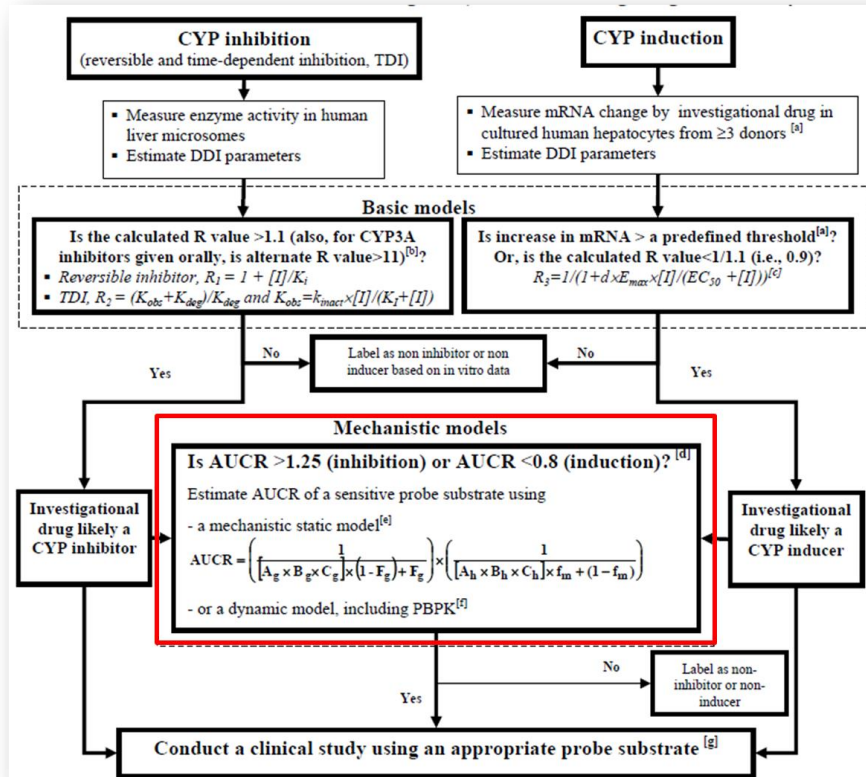 CYP inhibition
(reversible and time-dependent inhibition, TDI)
CYP induction
▪ Measure enzyme activity in human
liver microsomes
▪ Estimate DDI parameters
▪ Measure mRNA change by investigational drug in
cultured human hepatocytes from ≥3 donors [a]
▪ Estimate DDI parameters
Basic models
Is the calculated R value >1.1 (also, for CYP3A
inhibitors given orally, is alternate R value>11)[b]?
▪ Reversible inhibitor, R1 = 1 + [I]/Ki
▪ TDI, R2 = (Kobs+Kdeg)/Kdeg and Kobs=kinact×[I]/(KI+[I])
Is increase in mRNA > a predefined threshold[a]?
Or, is the calculated R value<1/1.1 (i.e., 0.9)?
R3=1/(1+d×Emax×[I]/(EC50 +[I]))[c]
No
Label as non inhibitor or non
inducer based on in vitro data
No
Yes
Yes
Mechanistic models
Is AUCR >1.25 (inhibition) or AUCR <0.8 (induction)? [d]
Estimate AUCR of a sensitive probe substrate using
- a mechanistic static model[e]
AUCR = (1/([Ag × Bg × Cg]×(1-Fg)+Fg)) × (1/([Ah × Bh × Ch]×fm +(1-fm)))
- or a dynamic model, including PBPK[f]
Investigational
drug likely a
CYP inhibitor
Investigational
drug likely a
CYP inducer
No
Yes
Label as non-
inhibitor or non-
inducer
Conduct a clinical study using an appropriate probe substrate [g]